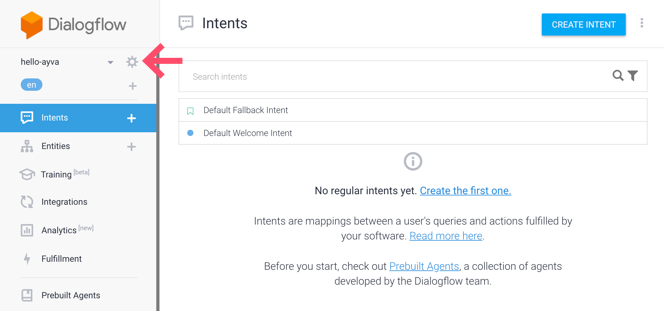 Dialogflow
Intents
CREATE INTENT
hello-ayva
en
Search intents
Intents
Default Fallback Intent
Default Welcome Intent
Entities
Training [beta]
No regular intents yet. Create the first one.
Integrations
Intents are mappings between a user's queries and actions fulfilled by
your software. Read more here.
Analytics [new]
Fulfillment
Before you start, check out Prebuilt Agents, a collection of agents
developed by the Dialogflow team.
Prebuilt Agents